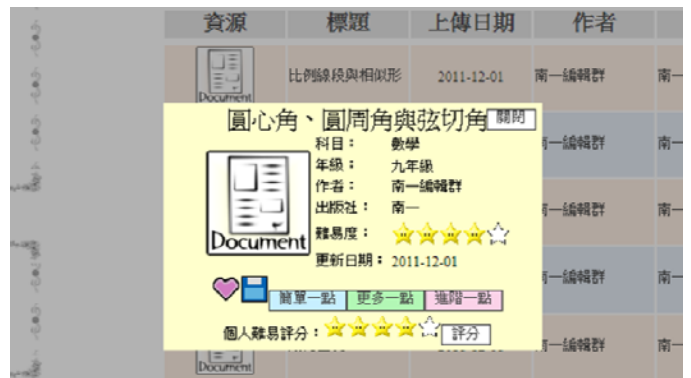 資源 標題 上傳日期 作者
Document 比例線段與相似形 2011-12-01 南一編輯群 南一
圓心角、圓周角與弦切角 關閉
科目： 數學
年級： 九年級
作者： 南一編輯群
出版社： 南一
難易度：
Document
更新日期： 2011-12-01
簡單一點 更多一點 進階一點
個人難易評分： 評分
一編輯群 南一
一編輯群 南一
一編輯群 南一
一編輯群 南一
Document